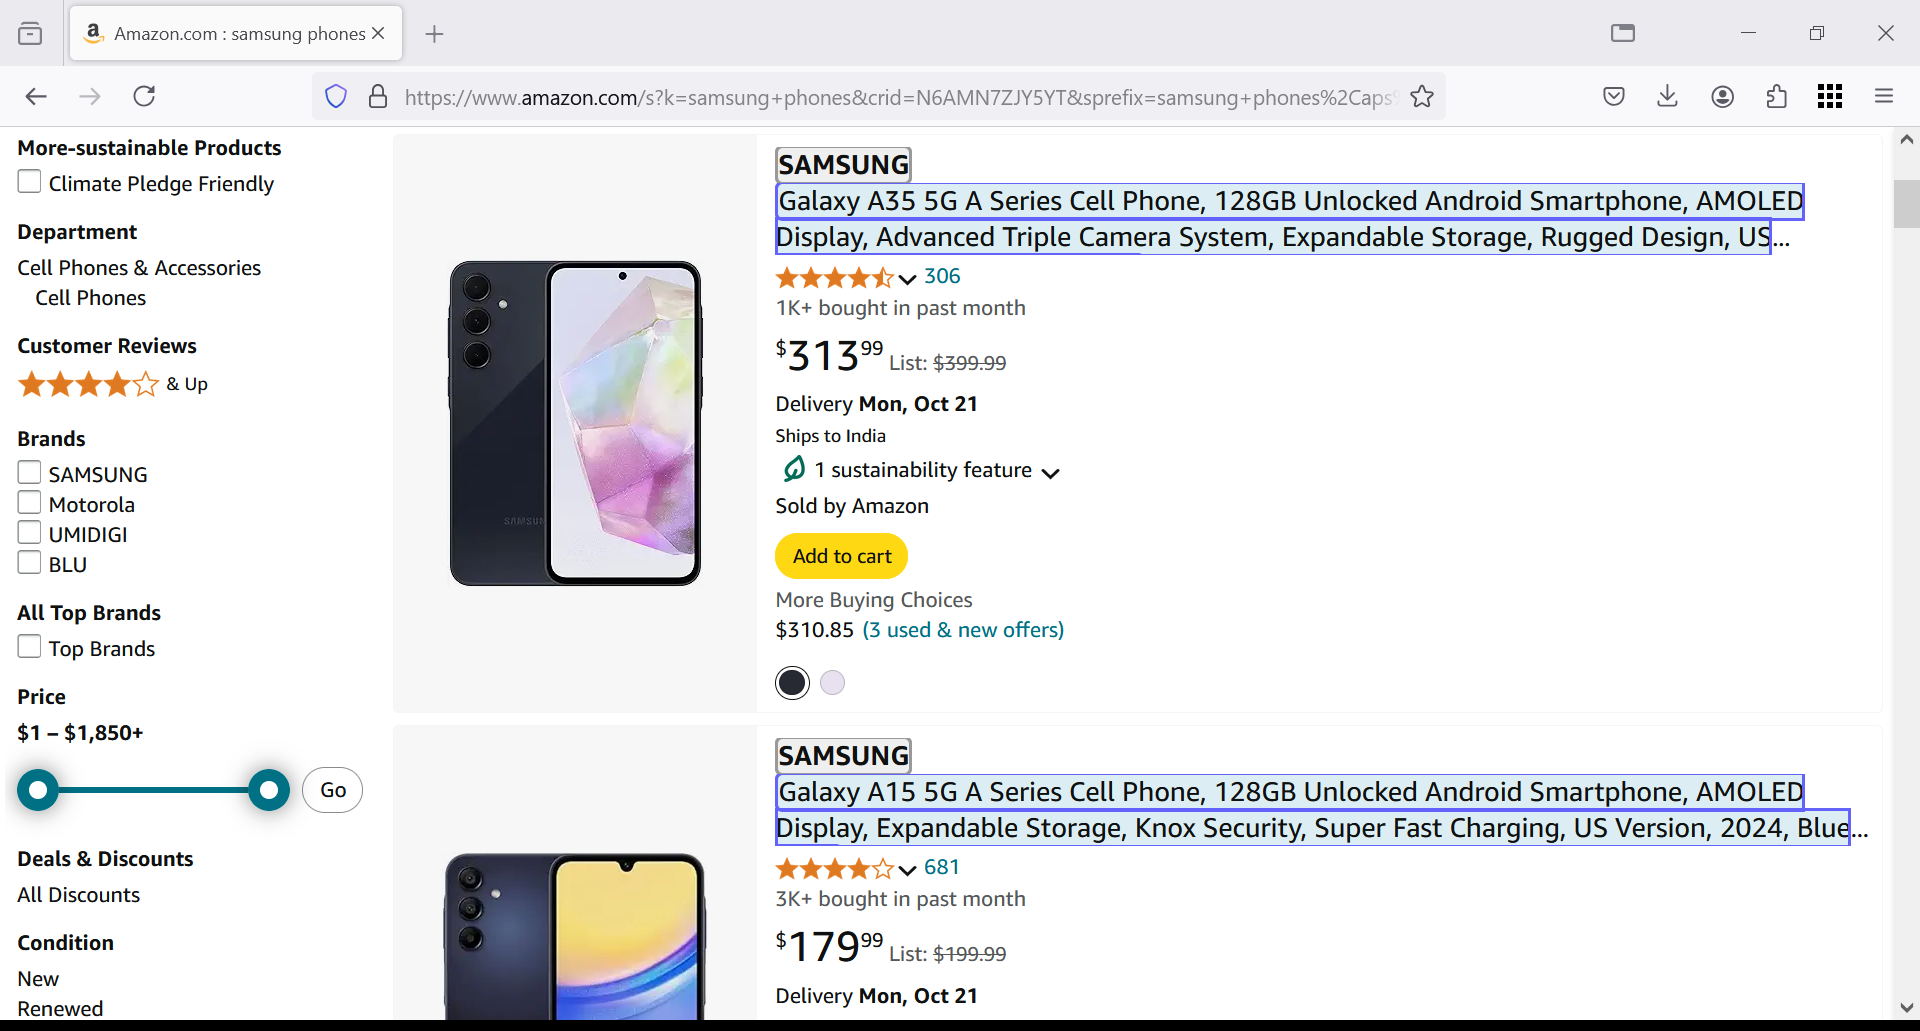 Amazon.com : samsung phones
https://www.amazon.com/s?k=samsung+phones&crid=N6AMN7ZJY5YT&sprefix=samsung+phones%2Caps
More-sustainable Products
Climate Pledge Friendly
Department
Cell Phones & Accessories
Cell Phones
Customer Reviews
& Up
Brands
SAMSUNG
Motorola
UMIDIGI
BLU
All Top Brands
Top Brands
Price
$1 – $1,850+
Go
Deals & Discounts
All Discounts
Condition
New
Renewed
SAMSUNG
Galaxy A35 5G A Series Cell Phone, 128GB Unlocked Android Smartphone, AMOLED
Display, Advanced Triple Camera System, Expandable Storage, Rugged Design, US...
306
1K+ bought in past month
$313.99 List: $399.99
Delivery Mon, Oct 21
Ships to India
1 sustainability feature
Sold by Amazon
Add to cart
More Buying Choices
$310.85 (3 used & new offers)
SAMSUNG
Galaxy A15 5G A Series Cell Phone, 128GB Unlocked Android Smartphone, AMOLED
Display, Expandable Storage, Knox Security, Super Fast Charging, US Version, 2024, Blue...
681
3K+ bought in past month
$179.99 List: $199.99
Delivery Mon, Oct 21